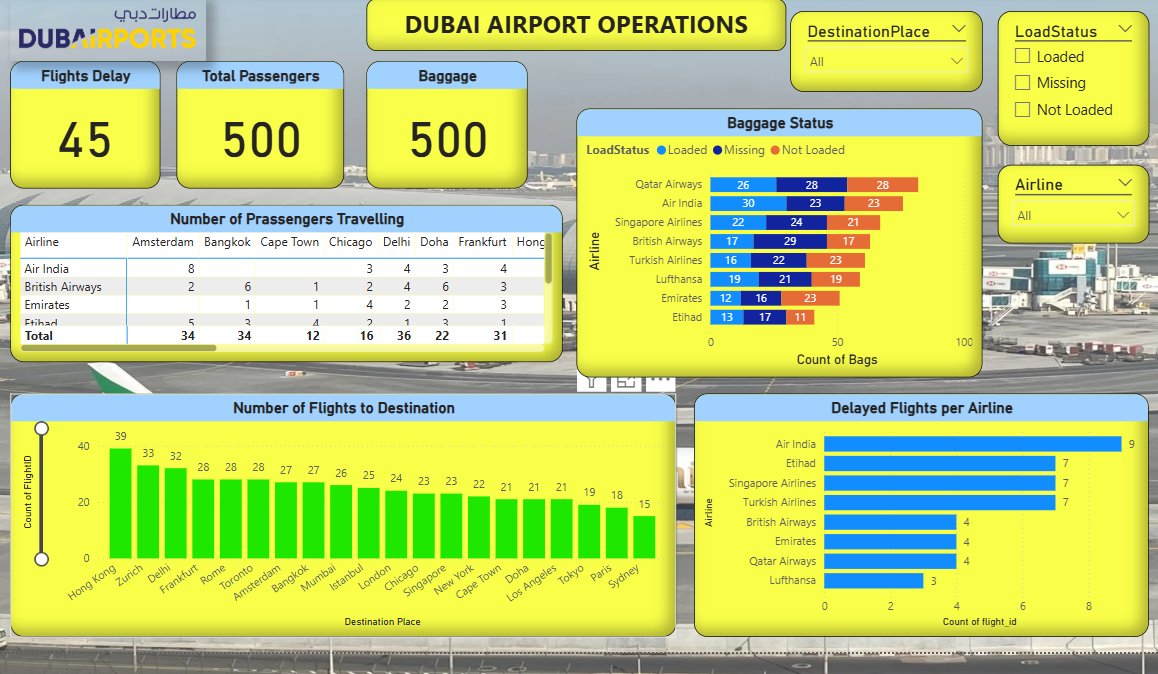 مطارات دبي
DUBAI AIRPORTS
DUBAI AIRPORT OPERATIONS
DestinationPlace
All
LoadStatus
Loaded
Missing
Not Loaded
Airline
All
Flights Delay
45
Total Passengers
500
Baggage
500
Number of Prassengers Travelling
Airline Amsterdam Bangkok Cape Town Chicago Delhi Doha Frankfurt Hong
Air India 8 3 4 3 4
British Airways 2 6 1 2 4 6 3
Emirates 1 1 4 2 2 3
Etihad 5 3 4 2 1 3 1
Total 34 34 12 16 36 22 31
Baggage Status
LoadStatus Loaded Missing Not Loaded
Airline
Qatar Airways 26 28 28
Air India 30 23 23
Singapore Airlines 22 24 21
British Airways 17 29 17
Turkish Airlines 16 22 23
Lufthansa 19 21 19
Emirates 12 16 23
Etihad 13 17 11
0 50 100
Count of Bags
Number of Flights to Destination
Count of FlightID
40
20
0
39 33 32 28 28 28 27 27 26 25 24 23 23 22 21 21 21 19 18 15
Hong Kong Zurich Delhi Frankfurt Rome Toronto Amsterdam Bangkok Mumbai Istanbul London Chicago Singapore New York Cape Town Doha Los Angeles Tokyo Paris Sydney
Destination Place
Delayed Flights per Airline
Airline
Air India 9
Etihad 7
Singapore Airlines 7
Turkish Airlines 7
British Airways 4
Emirates 4
Qatar Airways 4
Lufthansa 3
0 2 4 6 8
Count of flight_id